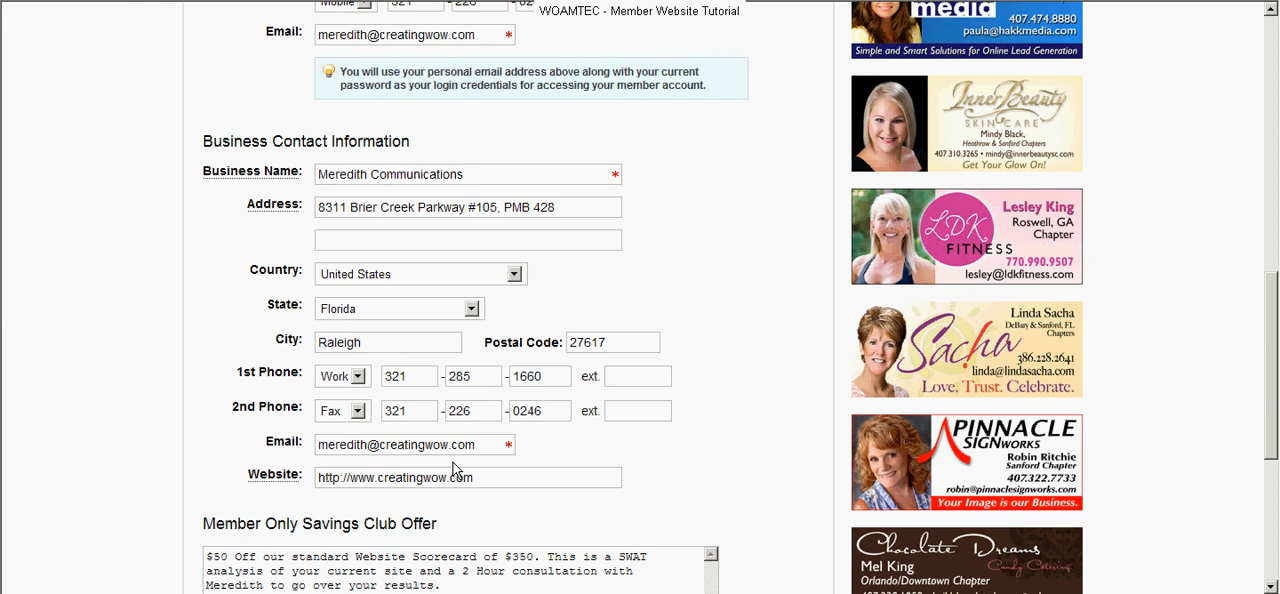 WOAMTEC - Member Website Tutorial
Mobile
321
Email: meredith@creatingwow.com *
You will use your personal email address above along with your current
password as your login credentials for accessing your member account.
Business Contact Information
Business Name: Meredith Communications *
Address: 8311 Brier Creek Parkway #105, PMB 428
Country: United States
State: Florida
City: Raleigh Postal Code: 27617
1st Phone: Work 321 - 285 - 1660 ext.
2nd Phone: Fax 321 - 226 - 0246 ext.
Email: meredith@creatingwow.com *
Website: http://www.creatingwow.com
Member Only Savings Club Offer
$50 Off our standard Website Scorecard of $350. This is a SWAT
analysis of your current site and a 2 Hour consultation with
Meredith to go over your results.
media
407.474.8880
paula@hakkmedia.com
Simple and Smart Solutions for Online Lead Generation
Inner Beauty
SKIN CARE
Mindy Black,
Heathrow & Sanford Chapters
407.310.3265 • mindy@innerbeautysc.com
Get Your Glow On!
Lesley King
Roswell, GA
Chapter
LDK
FITNESS
770.990.9507
lesley@ldkfitness.com
Linda Sacha
DeBary & Sanford, FL
Chapters
Sacha
386.228.2641
linda@lindasacha.com
Love. Trust. Celebrate.
PINNACLE
SIGNWORKS
Robin Ritchie
Sanford Chapter
407.322.7733
robin@pinnaclesignworks.com
Your Image is our Business.
Chocolate Dreams
Candy Catering
Mel King
Orlando/Downtown Chapter